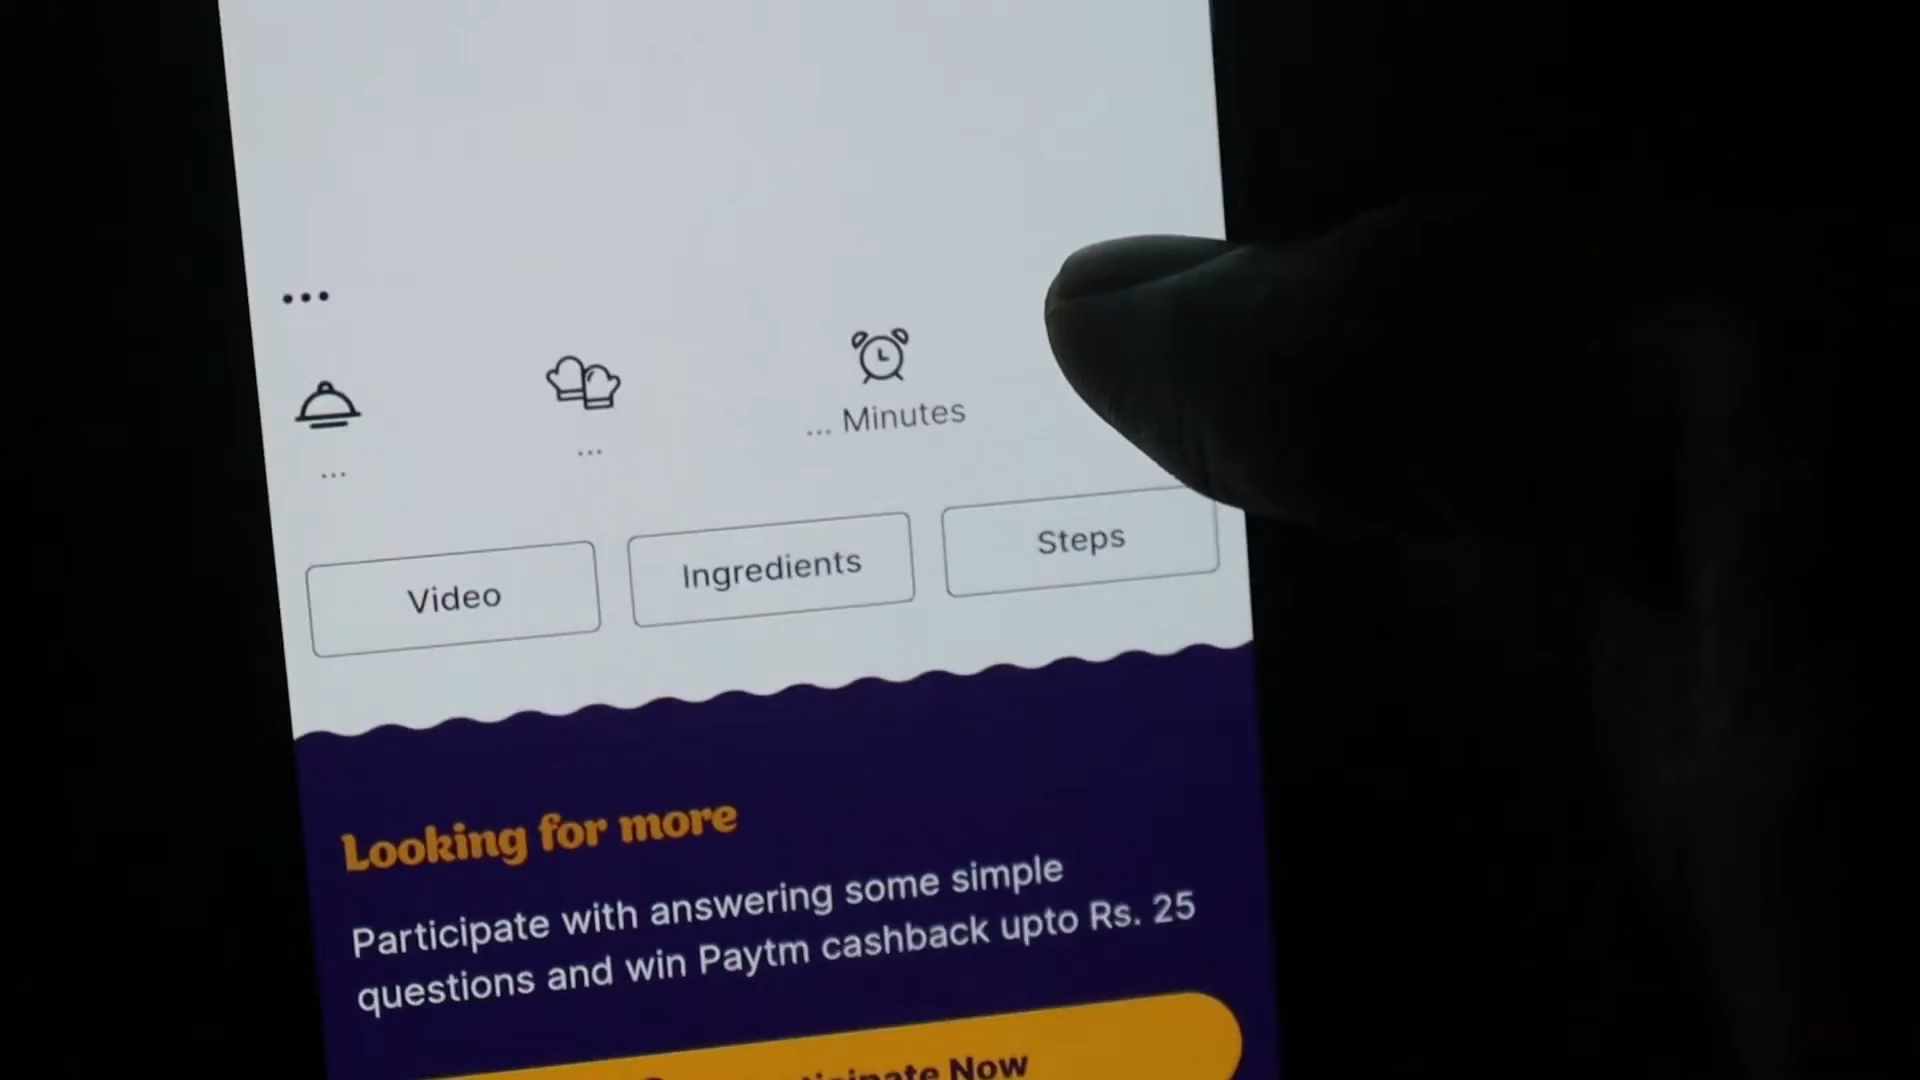 ...
... Minutes
...
...
Video
Ingredients
Steps
Looking for more
Participate with answering some simple
questions and win Paytm cashback upto Rs. 25
Now